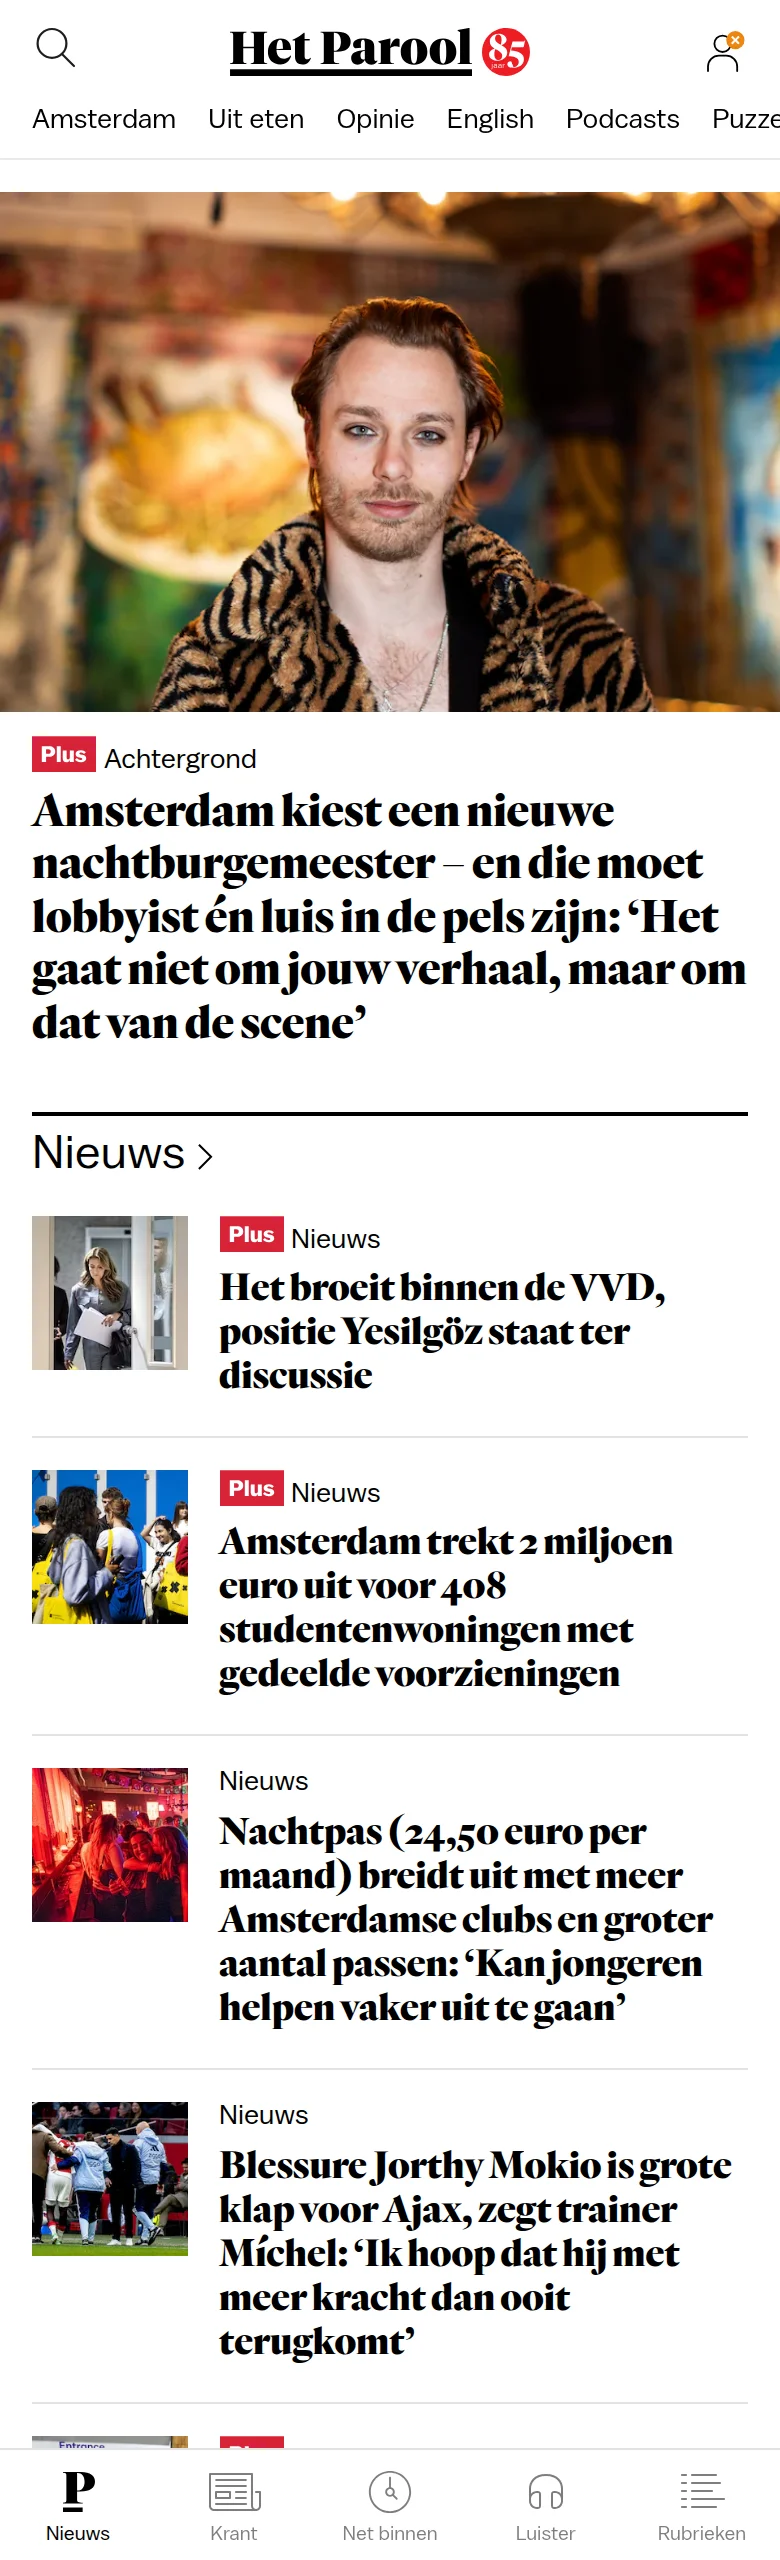 Het Parool 85 jaar
Amsterdam Uit eten Opinie English Podcasts Puzze
Plus Achtergrond
Amsterdam kiest een nieuwe
nachtburgemeester – en die moet
lobbyist én luis in de pels zijn: ‘Het
gaat niet om jouw verhaal, maar om
dat van de scene’
Nieuws
Plus Nieuws
Het broeit binnen de VVD,
positie Yesilgöz staat ter
discussie
Plus Nieuws
Amsterdam trekt 2 miljoen
euro uit voor 408
studentenwoningen met
gedeelde voorzieningen
Nieuws
Nachtpas (24,50 euro per
maand) breidt uit met meer
Amsterdamse clubs en groter
aantal passen: ‘Kan jongeren
helpen vaker uit te gaan’
Nieuws
Blessure Jorthy Mokio is grote
klap voor Ajax, zegt trainer
Míchel: ‘Ik hoop dat hij met
meer kracht dan ooit
terugkomt’
Entrance
Plus
P
Nieuws Krant Net binnen Luister Rubrieken